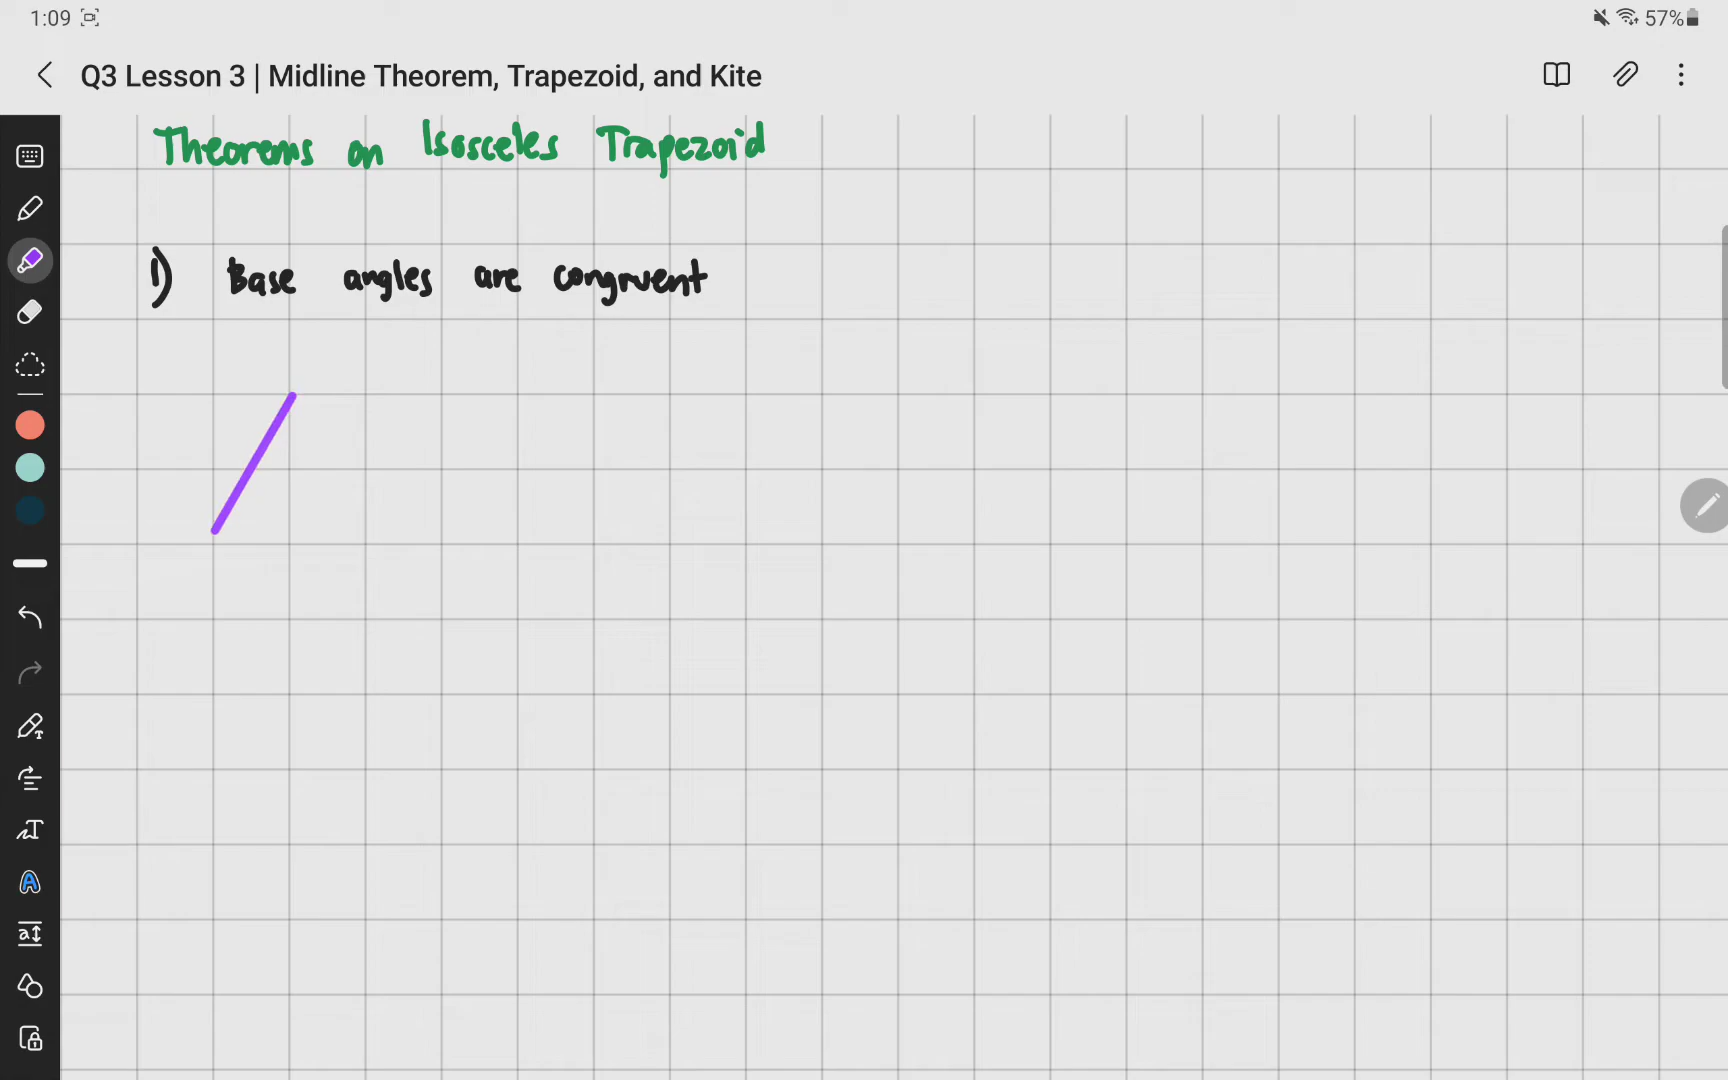 1:09 57%
Q3 Lesson 3 | Midline Theorem, Trapezoid, and Kite
Theorems on Isosceles Trapezoid
1) Base angles are congruent
T
T
A
a